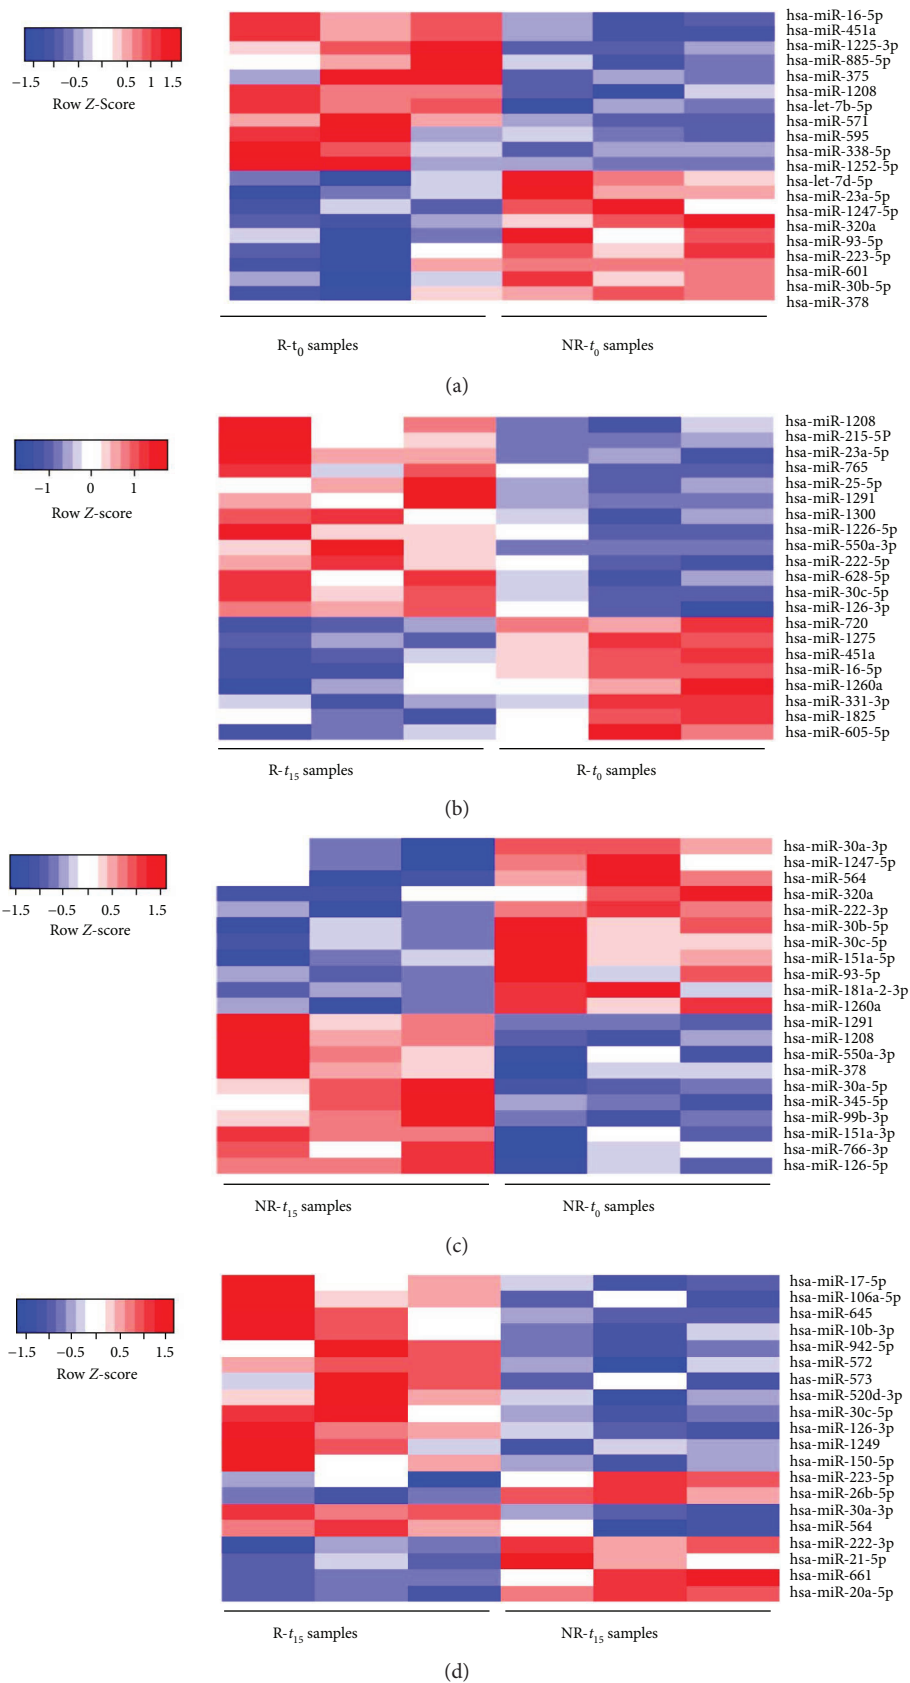 hsa-miR-16-5p
hsa-miR-451a
hsa-miR-1225-3p
hsa-miR-885-5p
hsa-miR-375
hsa-miR-1208
hsa-let-7b-5p
hsa-miR-571
hsa-miR-595
hsa-miR-338-5p
hsa-miR-1252-5p
hsa-let-7d-5p
hsa-miR-23a-5p
hsa-miR-1247-5p
hsa-miR-320a
hsa-miR-93-5p
hsa-miR-223-5p
hsa-miR-601
hsa-miR-30b-5p
hsa-miR-378
−1.5 −0.5 0 0.5 1 1.5
Row Z-Score
R-t0 samples NR-t0 samples
(a)
hsa-miR-1208
hsa-miR-215-5P
hsa-miR-23a-5p
hsa-miR-765
hsa-miR-25-5p
hsa-miR-1291
hsa-miR-1300
hsa-miR-1226-5p
hsa-miR-550a-3p
hsa-miR-222-5p
hsa-miR-628-5p
hsa-miR-30c-5p
hsa-miR-126-3p
hsa-miR-720
hsa-miR-1275
hsa-miR-451a
hsa-miR-16-5p
hsa-miR-1260a
hsa-miR-331-3p
hsa-miR-1825
hsa-miR-605-5p
−1 0 1
Row Z-score
R-t15 samples R-t0 samples
(b)
hsa-miR-30a-3p
hsa-miR-1247-5p
hsa-miR-564
hsa-miR-320a
hsa-miR-222-3p
hsa-miR-30b-5p
hsa-miR-30c-5p
hsa-miR-151a-5p
hsa-miR-93-5p
hsa-miR-181a-2-3p
hsa-miR-1260a
hsa-miR-1291
hsa-miR-1208
hsa-miR-550a-3p
hsa-miR-378
hsa-miR-30a-5p
hsa-miR-345-5p
hsa-miR-99b-3p
hsa-miR-151a-3p
hsa-miR-766-3p
hsa-miR-126-5p
−1.5 −0.5 0 0.5 1.5
Row Z-score
NR-t15 samples NR-t0 samples
(c)
hsa-miR-17-5p
hsa-miR-106a-5p
hsa-miR-645
hsa-miR-10b-3p
hsa-miR-942-5p
hsa-miR-572
has-miR-573
hsa-miR-520d-3p
hsa-miR-30c-5p
hsa-miR-126-3p
hsa-miR-1249
hsa-miR-150-5p
hsa-miR-223-5p
hsa-miR-26b-5p
hsa-miR-30a-3p
hsa-miR-564
hsa-miR-222-3p
hsa-miR-21-5p
hsa-miR-661
hsa-miR-20a-5p
−1.5 −0.5 0.5 1.5
Row Z-score
R-t15 samples NR-t15 samples
(d)